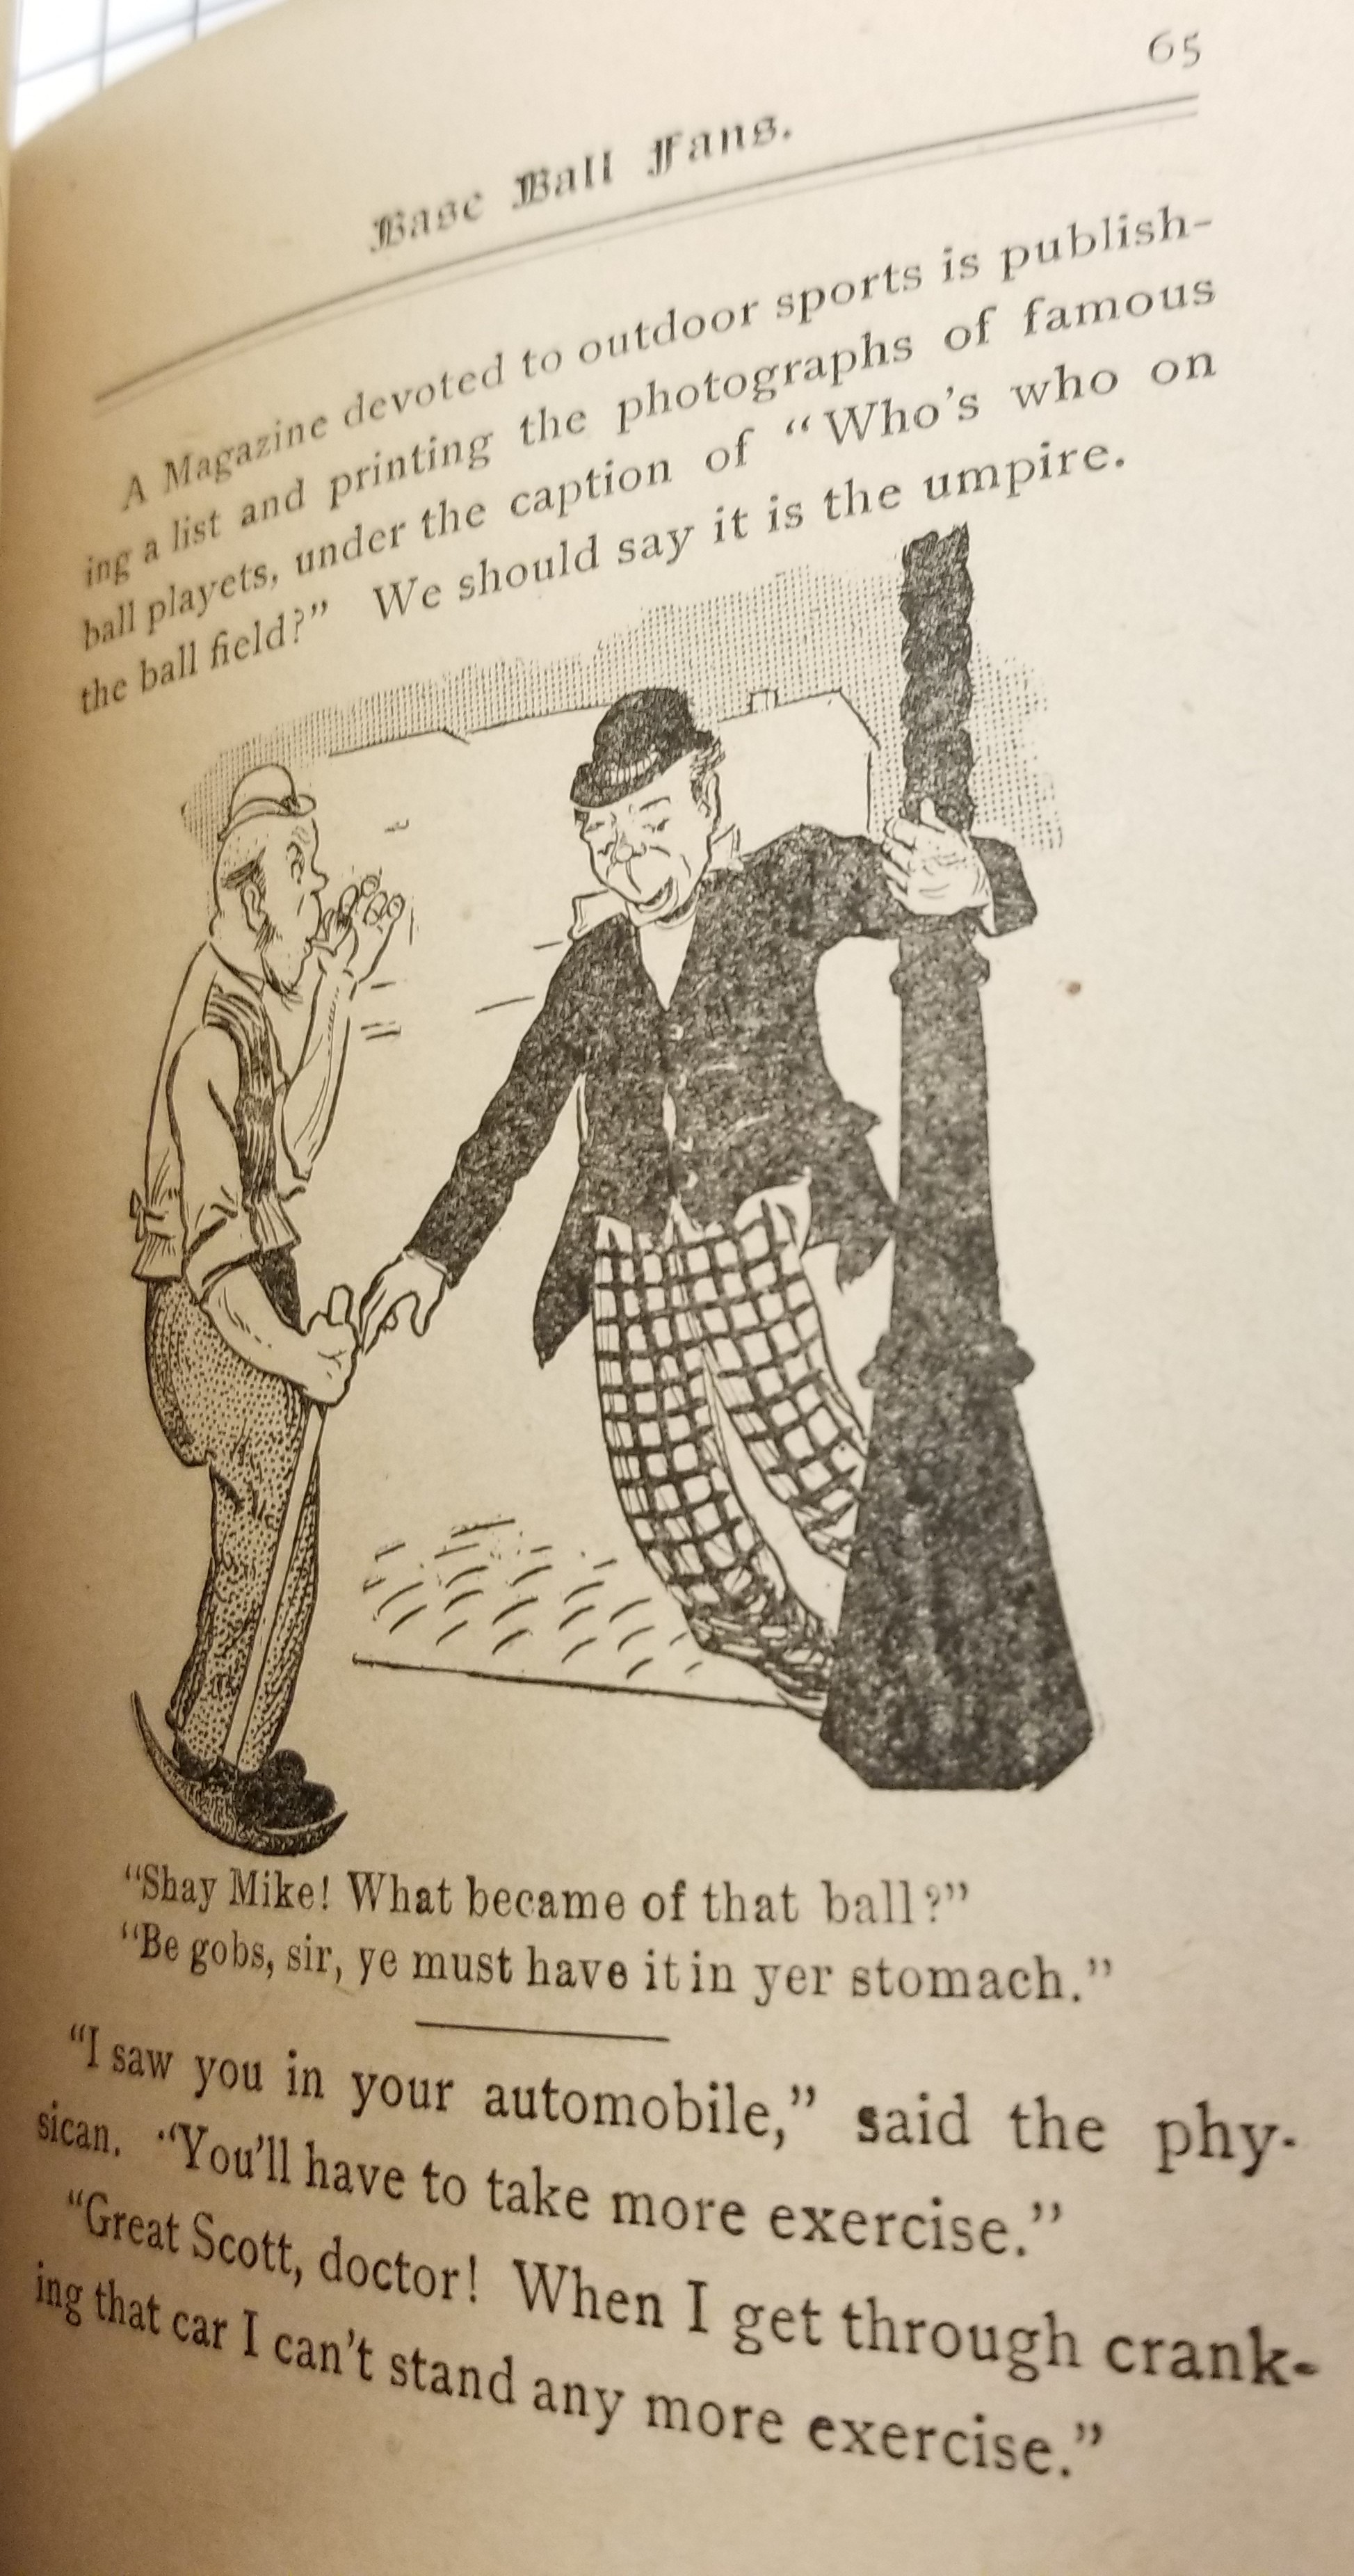 65
Base Ball Fans.
A Magazine devoted to outdoor sports is publish-
ing a list and printing the photographs of famous
ball playets, under the caption of “Who’s who on
the ball field?” We should say it is the umpire.
“Shay Mike! What became of that ball?”
“Be gobs, sir, ye must have it in yer stomach.”
“I saw you in your automobile,” said the phy-
sican. “You’ll have to take more exercise.”
“Great Scott, doctor! When I get through crank-
ing that car I can’t stand any more exercise.”